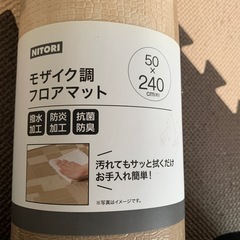 NITORI
モザイク調
フロアマット
50
×
240
cm(約)
撥水
加工
防炎
加工
抗菌
防臭
汚れてもサッと拭くだけ
お手入れ簡単!
※写真はイメージです。